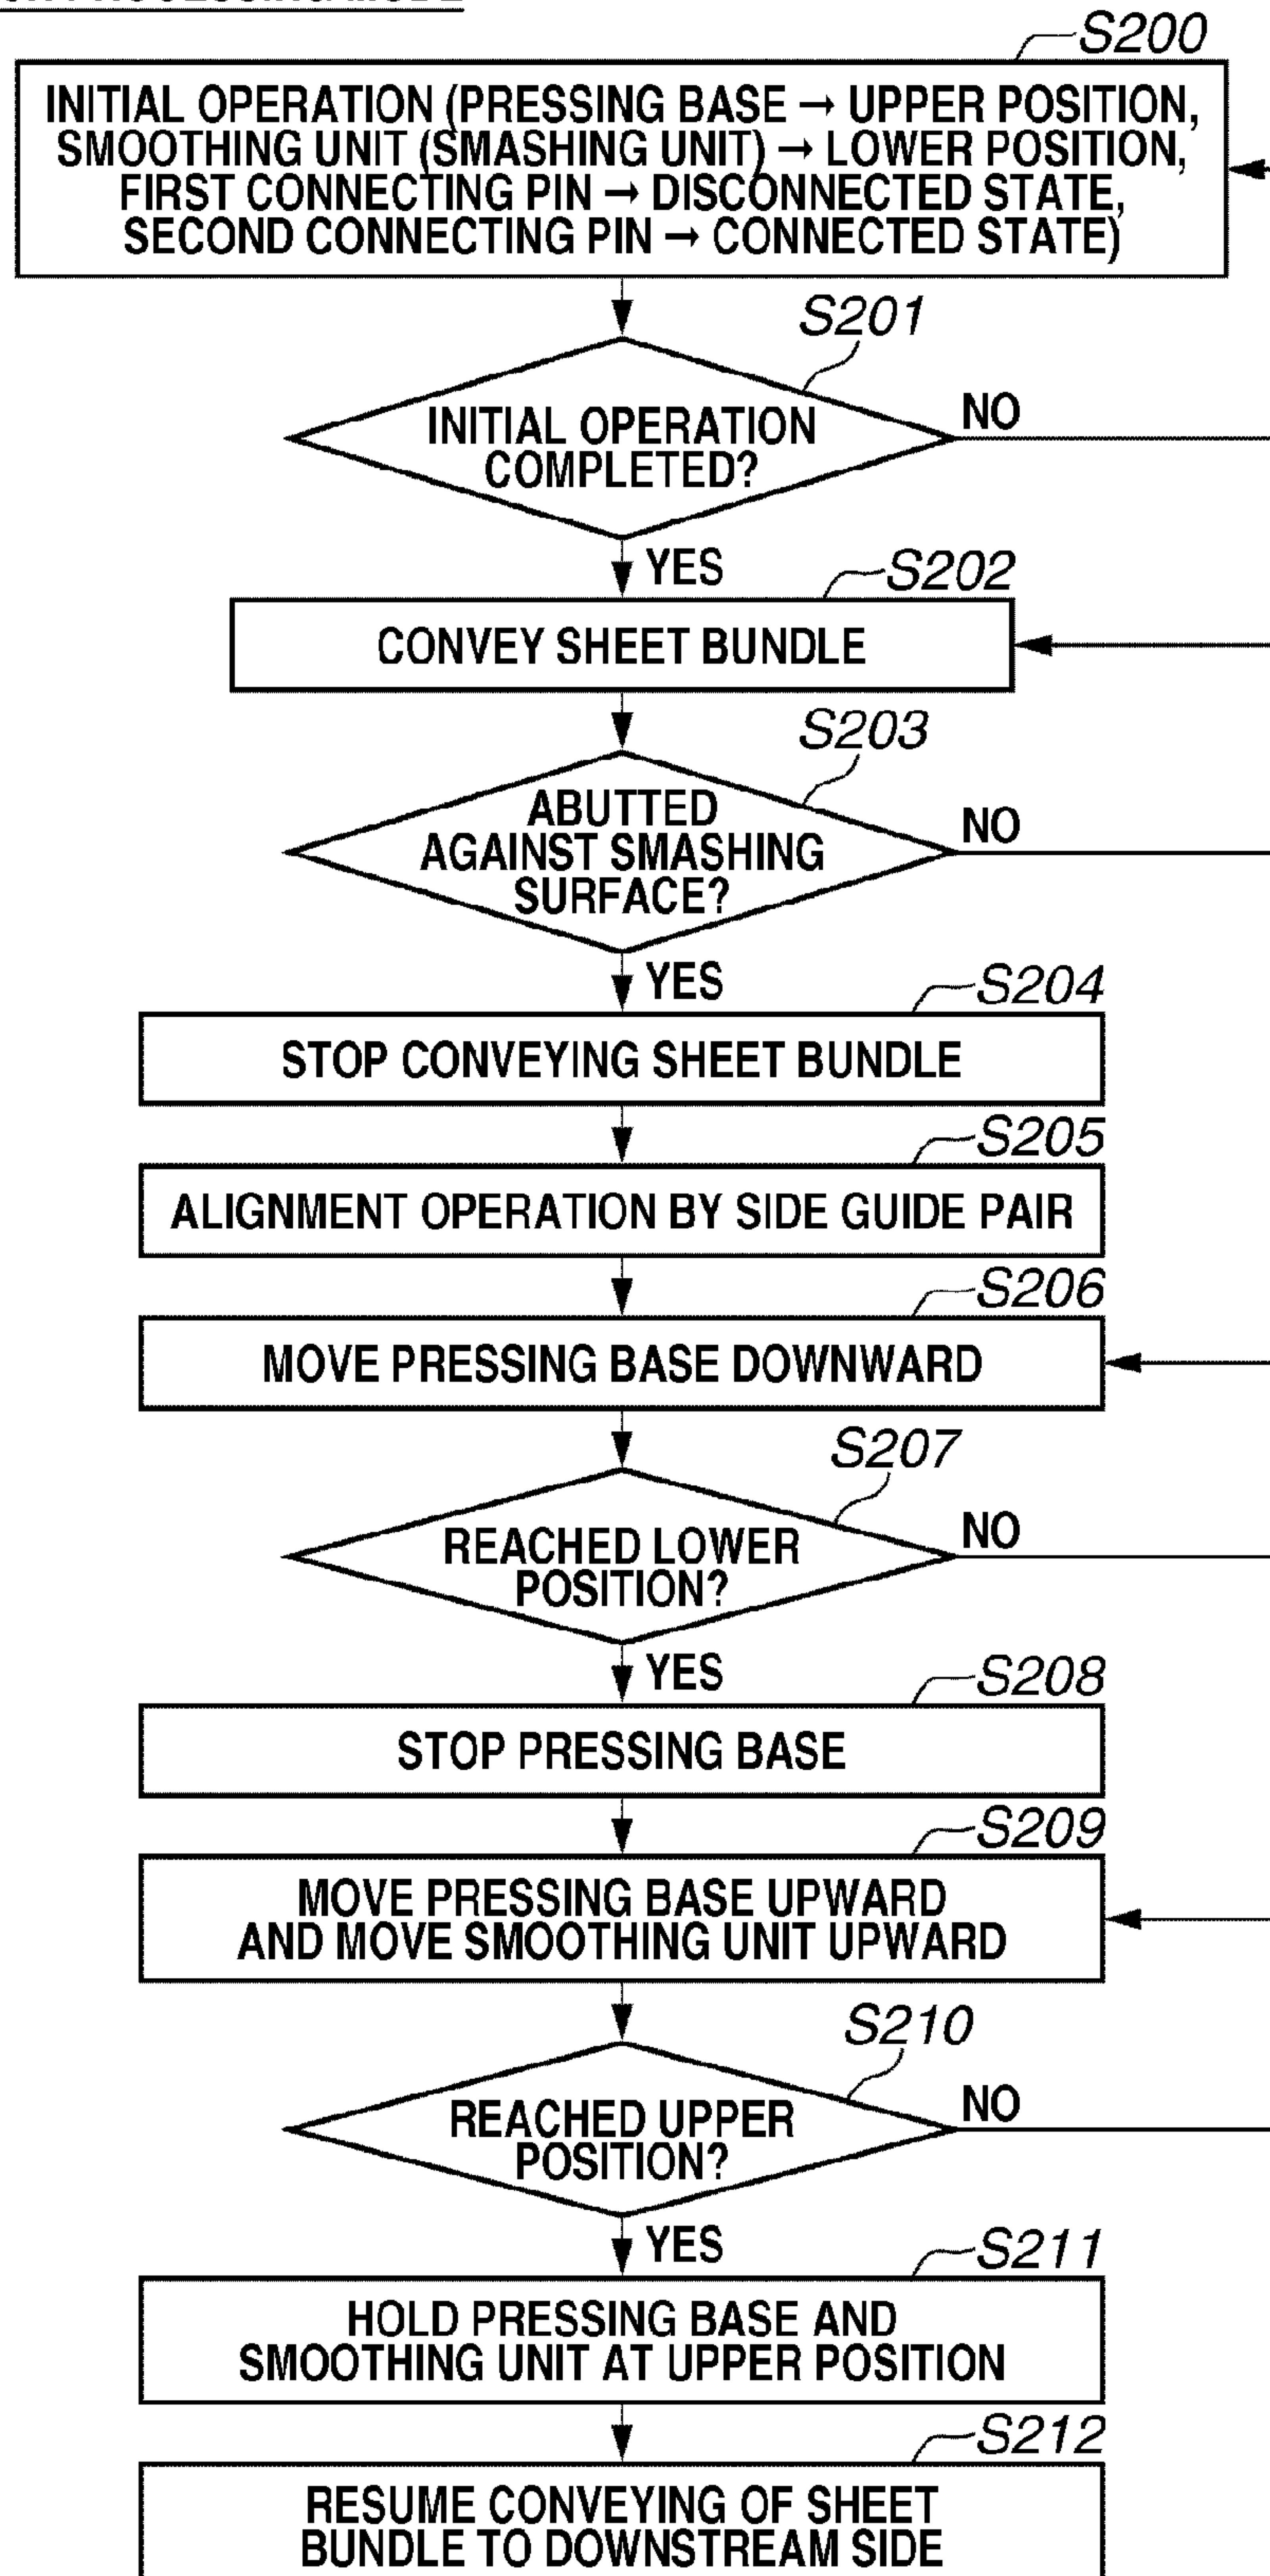 S200
INITIAL OPERATION (PRESSING BASE → UPPER POSITION,
SMOOTHING UNIT (SMASHING UNIT) → LOWER POSITION,
FIRST CONNECTING PIN → DISCONNECTED STATE,
SECOND CONNECTING PIN → CONNECTED STATE)
S201
INITIAL OPERATION
COMPLETED?
NO
YES
S202
CONVEY SHEET BUNDLE
S203
ABUTTED
AGAINST SMASHING
SURFACE?
NO
YES
S204
STOP CONVEYING SHEET BUNDLE
S205
ALIGNMENT OPERATION BY SIDE GUIDE PAIR
S206
MOVE PRESSING BASE DOWNWARD
S207
REACHED LOWER
POSITION?
NO
YES
S208
STOP PRESSING BASE
S209
MOVE PRESSING BASE UPWARD
AND MOVE SMOOTHING UNIT UPWARD
S210
REACHED UPPER
POSITION?
NO
YES
S211
HOLD PRESSING BASE AND
SMOOTHING UNIT AT UPPER POSITION
S212
RESUME CONVEYING OF SHEET
BUNDLE TO DOWNSTREAM SIDE